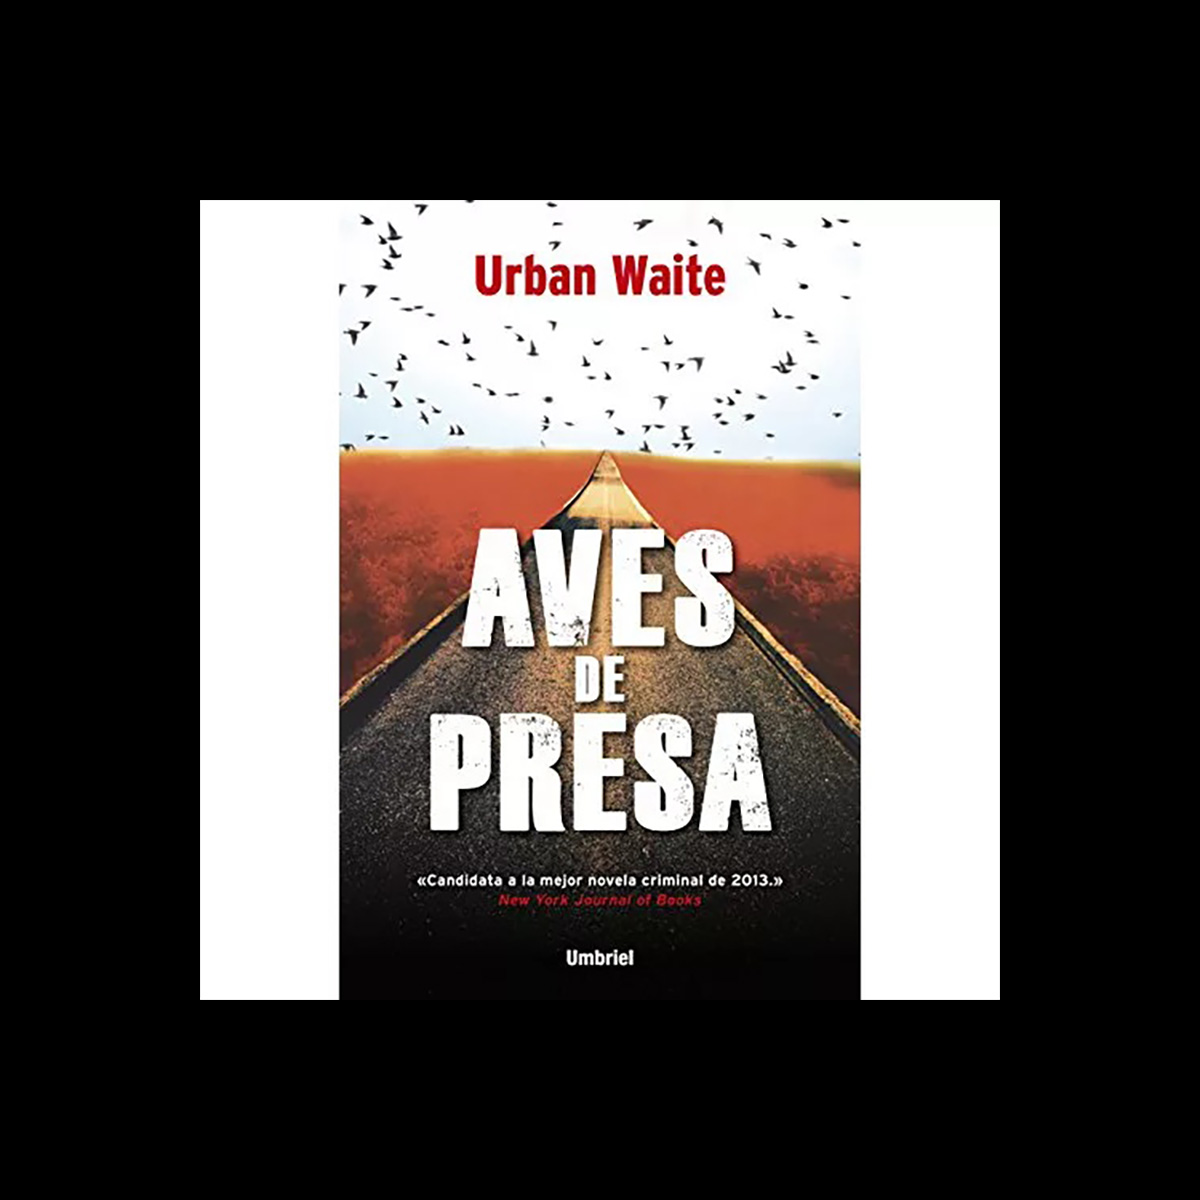 Urban Waite
AVES
DE
PRESA
«Candidata a la mejor novela criminal de 2013.»
New York Journal of Books
Umbriel